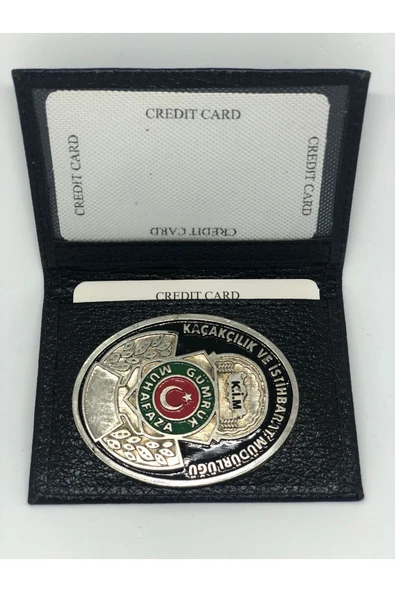 CREDIT CARD
CREDIT CARD
CREDIT CARD
CREDIT CARD
CREDIT CARD
KAÇAKÇILIK VE İSTİHBARAT MÜDÜRLÜĞÜ
K.İ.M
GÜMRÜK
MUHAFAZA